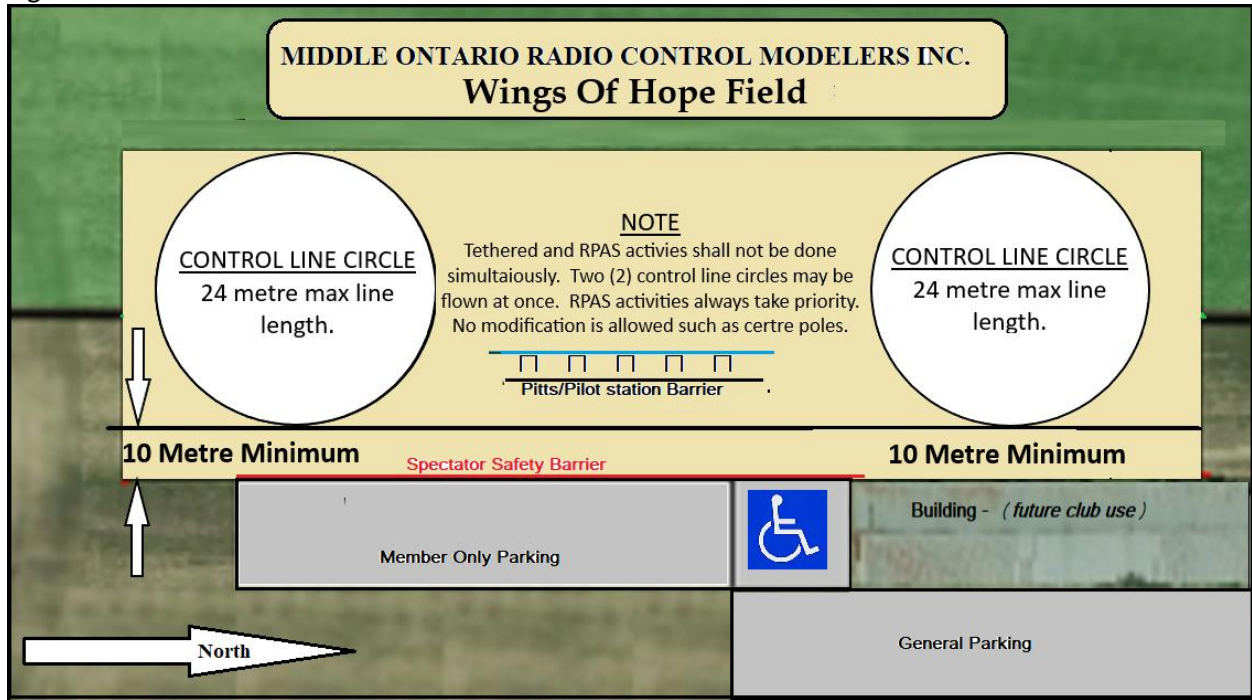 MIDDLE ONTARIO RADIO CONTROL MODELERS INC.
Wings Of Hope Field
CONTROL LINE CIRCLE
24 metre max line
length.
NOTE
Tethered and RPAS activies shall not be done
simultaiously. Two (2) control line circles may be
flown at once. RPAS activities always take priority.
No modification is allowed such as certre poles.
Pitts/Pilot station Barrier
CONTROL LINE CIRCLE
24 metre max line
length.
10 Metre Minimum
Spectator Safety Barrier
10 Metre Minimum
Member Only Parking
Building - (future club use)
North
General Parking